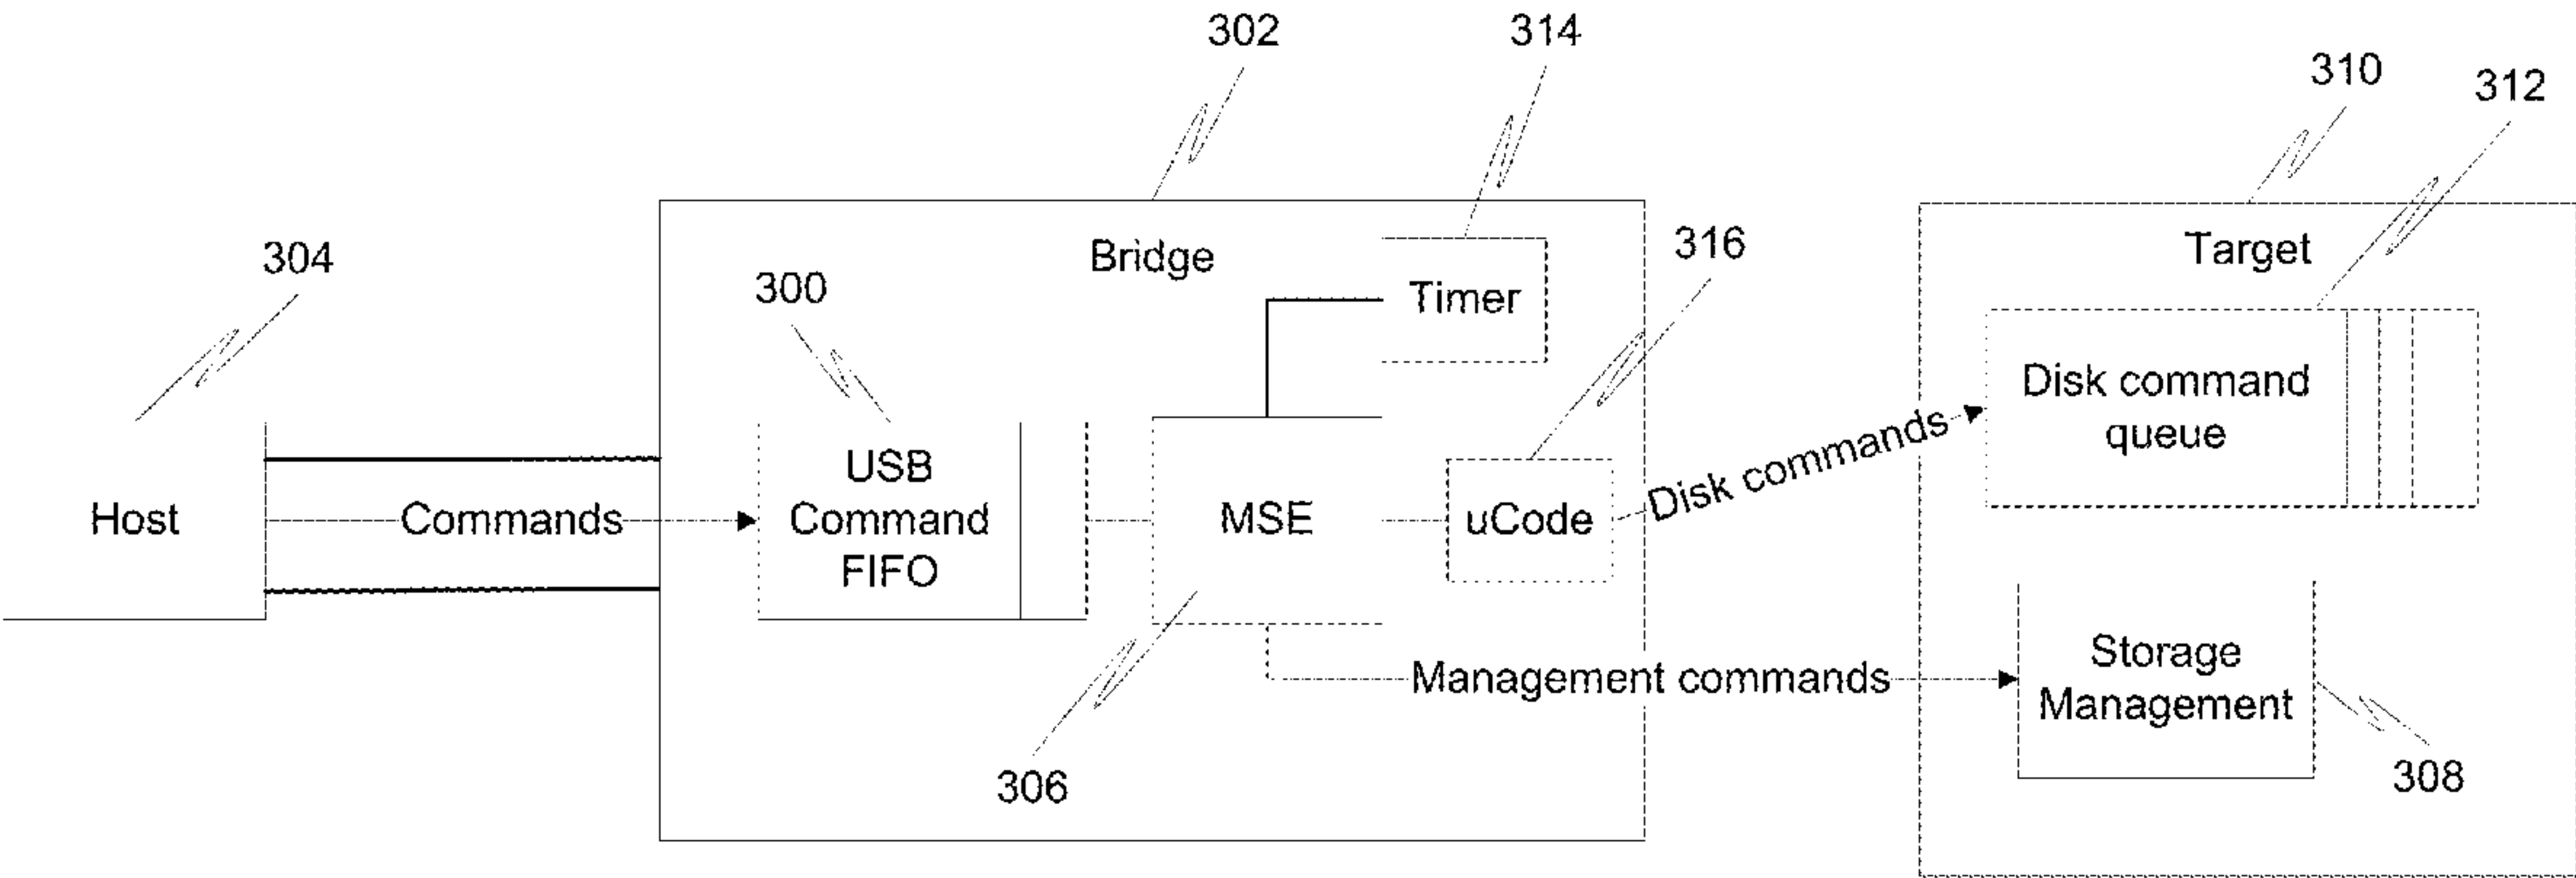 302
314
310
312
304
300
Bridge
Timer
316
Target
Host
Commands
USB
Command
FIFO
MSE
uCode
Disk commands
Disk command
queue
Management commands
Storage
Management
306
308